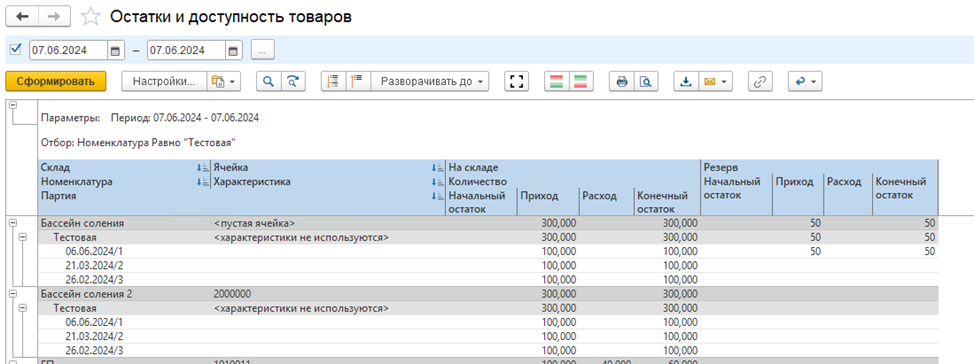 Остатки и доступность товаров
07.06.2024 – 07.06.2024 ...
Сформировать Настройки... Разворачивать до
Параметры: Период: 07.06.2024 - 07.06.2024
Отбор: Номенклатура Равно "Тестовая"
Склад Ячейка На складе Резерв
Номенклатура Характеристика Количество Начальный остаток Приход Расход Конечный остаток
Партия Начальный остаток Приход Расход Конечный остаток
Бассейн соления <пустая ячейка> 300,000 300,000 50 50
Тестовая <характеристики не используются> 300,000 300,000 50 50
06.06.2024/1 100,000 100,000 50 50
21.03.2024/2 100,000 100,000
26.02.2024/3 100,000 100,000
Бассейн соления 2 2000000 300,000 300,000
Тестовая <характеристики не используются> 300,000 300,000
06.06.2024/1 100,000 100,000
21.03.2024/2 100,000 100,000
26.02.2024/3 100,000 100,000